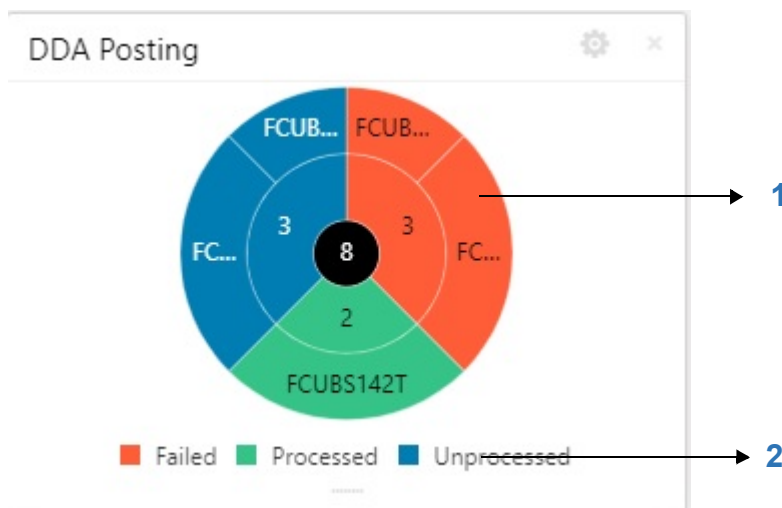 DDA Posting
FCUB... FCUB...
3 3
FC... 8 FC...
2
FCUBS142T
Failed Processed Unprocessed
1
2